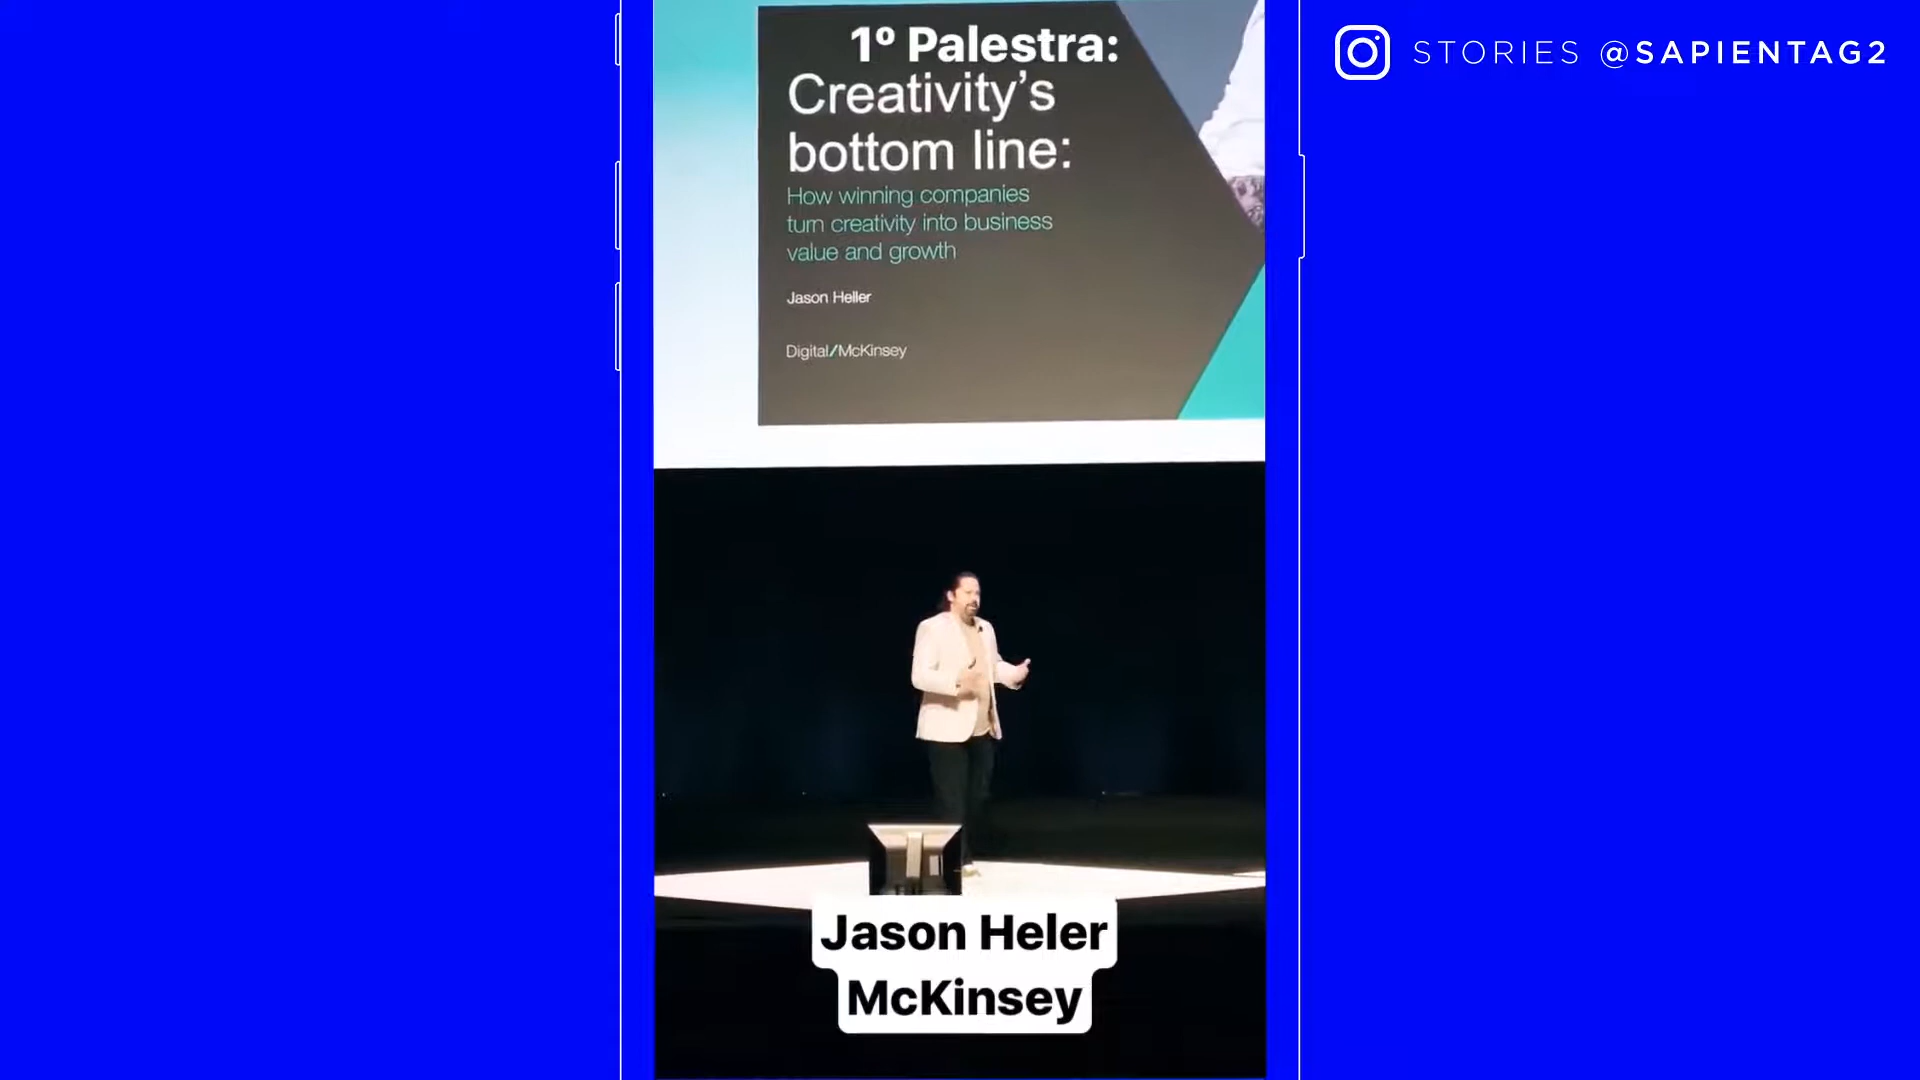 STORIES @SAPIENTAG2
1º Palestra:
Creativity's
bottom line:
How winning companies
turn creativity into business
value and growth
Jason Heller
Digital/McKinsey
Jason Heler
McKinsey